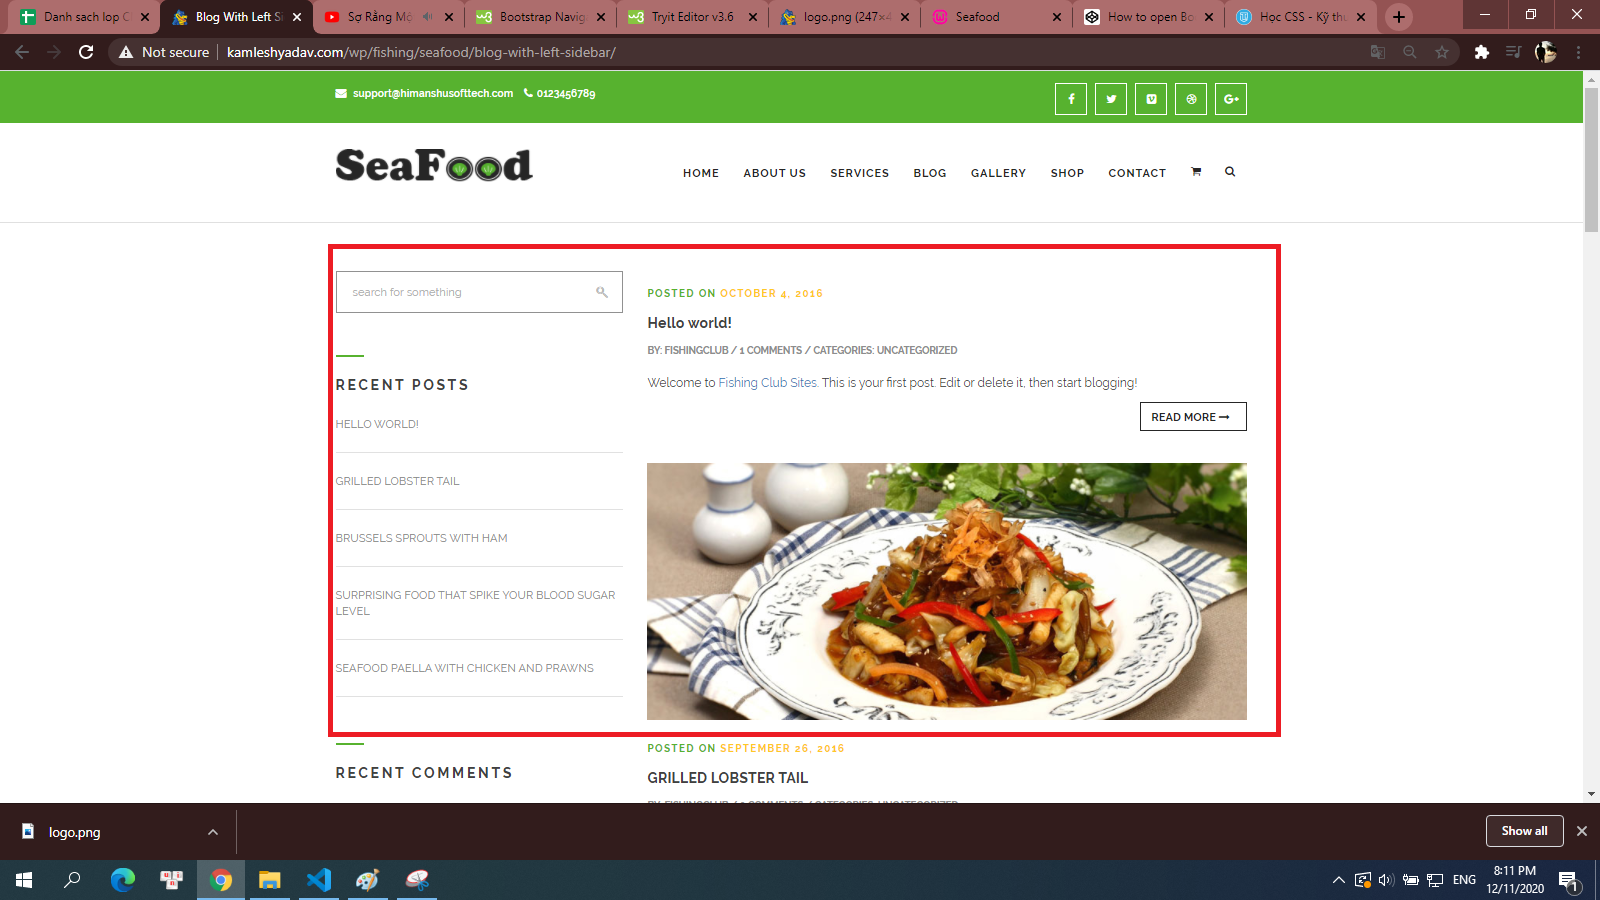 Danh sach lop C
Blog With Left Si
Sợ Rằng Mó
Bootstrap Navig
Tryit Editor v3.6
logo.png (247×4
Seafood
How to open Bo
Học CSS - Kỹ thu
Not secure
kamleshyadav.com/wp/fishing/seafood/blog-with-left-sidebar/
support@himanshusofttech.com 0123456789
SeaFood
HOME ABOUT US SERVICES BLOG GALLERY SHOP CONTACT
search for something
RECENT POSTS
HELLO WORLD!
GRILLED LOBSTER TAIL
BRUSSELS SPROUTS WITH HAM
SURPRISING FOOD THAT SPIKE YOUR BLOOD SUGAR
LEVEL
SEAFOOD PAELLA WITH CHICKEN AND PRAWNS
RECENT COMMENTS
POSTED ON OCTOBER 4, 2016
Hello world!
BY: FISHINGCLUB / 1 COMMENTS / CATEGORIES: UNCATEGORIZED
Welcome to Fishing Club Sites. This is your first post. Edit or delete it, then start blogging!
READ MORE
POSTED ON SEPTEMBER 26, 2016
GRILLED LOBSTER TAIL
logo.png
Show all
ENG
8:11 PM
12/11/2020
1